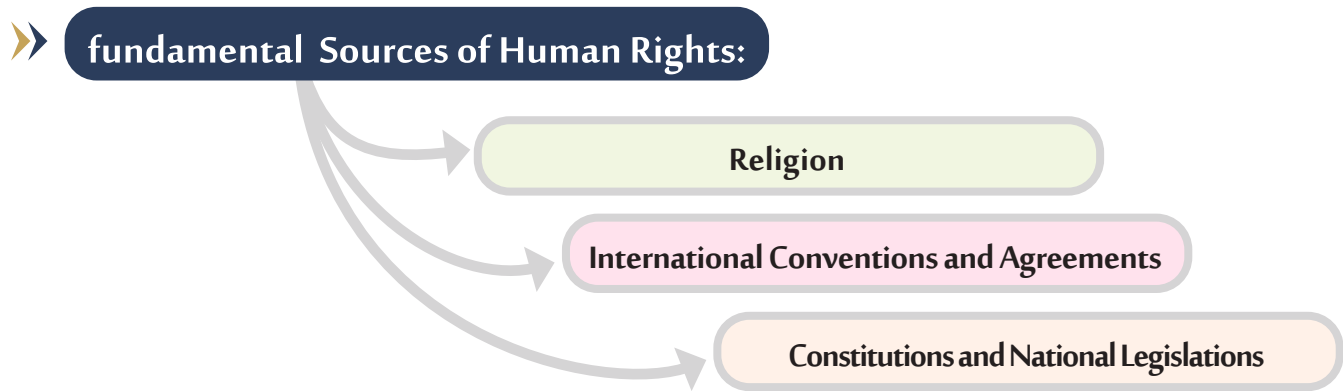 fundamental Sources of Human Rights:
Religion
International Conventions and Agreements
Constitutions and National Legislations